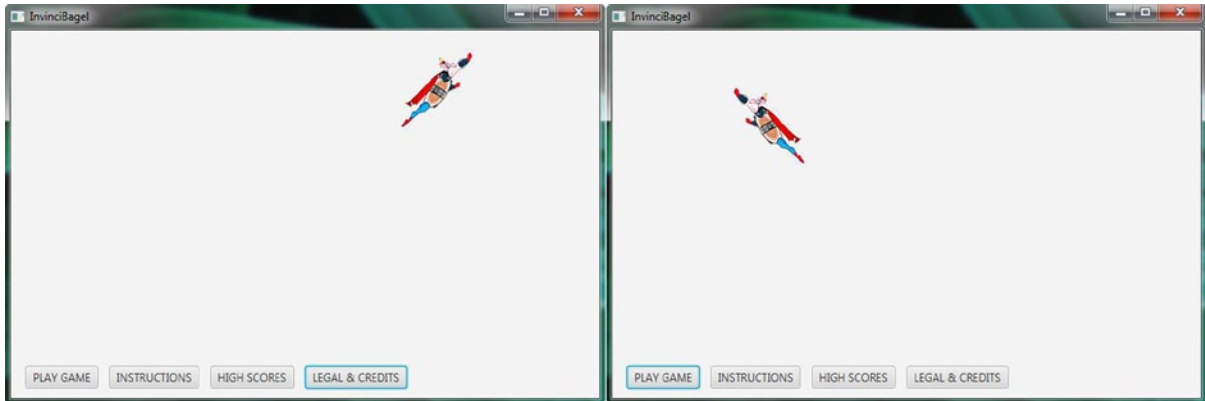 InvinciBagel
PLAY GAME INSTRUCTIONS HIGH SCORES LEGAL & CREDITS
InvinciBagel
PLAY GAME INSTRUCTIONS HIGH SCORES LEGAL & CREDITS